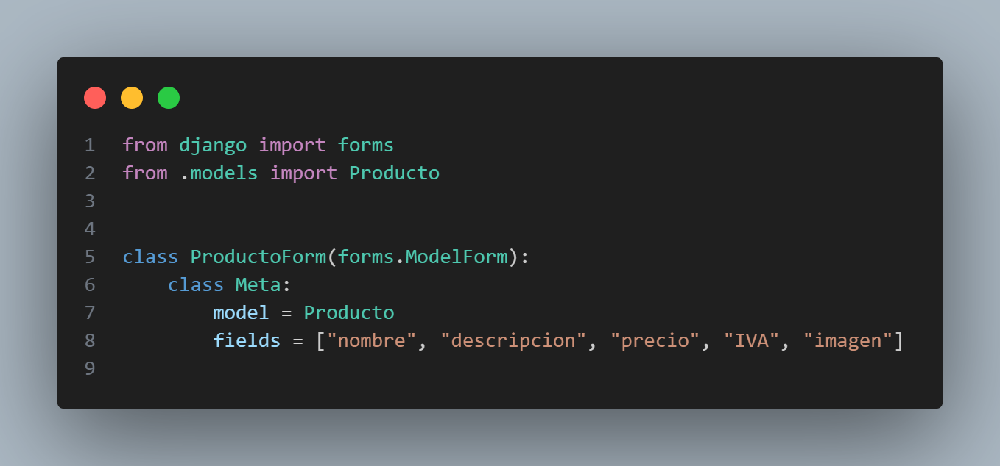 1 from django import forms
2 from .models import Producto
3
4
5 class ProductoForm(forms.ModelForm):
6     class Meta:
7         model = Producto
8         fields = ["nombre", "descripcion", "precio", "IVA", "imagen"]
9